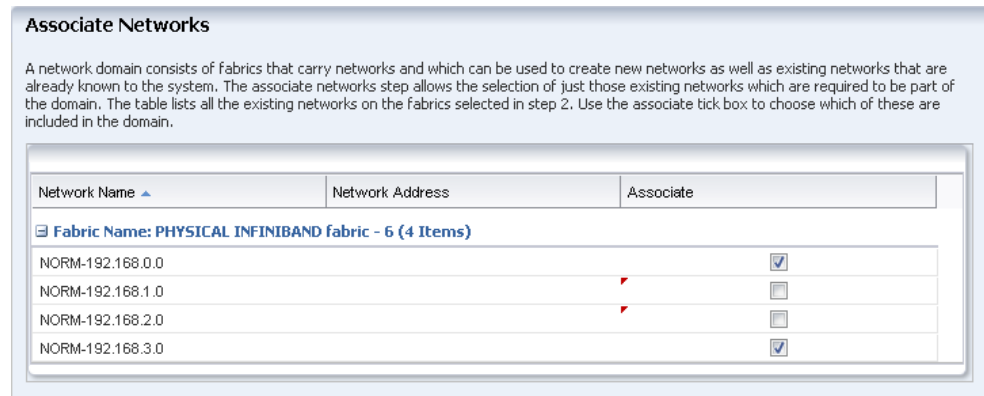 Associate Networks
A network domain consists of fabrics that carry networks and which can be used to create new networks as well as existing networks that are
already known to the system. The associate networks step allows the selection of just those existing networks which are required to be part of
the domain. The table lists all the existing networks on the fabrics selected in step 2. Use the associate tick box to choose which of these are
included in the domain.
Network Name Network Address Associate
Fabric Name: PHYSICAL INFINIBAND fabric - 6 (4 Items)
NORM-192.168.0.0
NORM-192.168.1.0
NORM-192.168.2.0
NORM-192.168.3.0